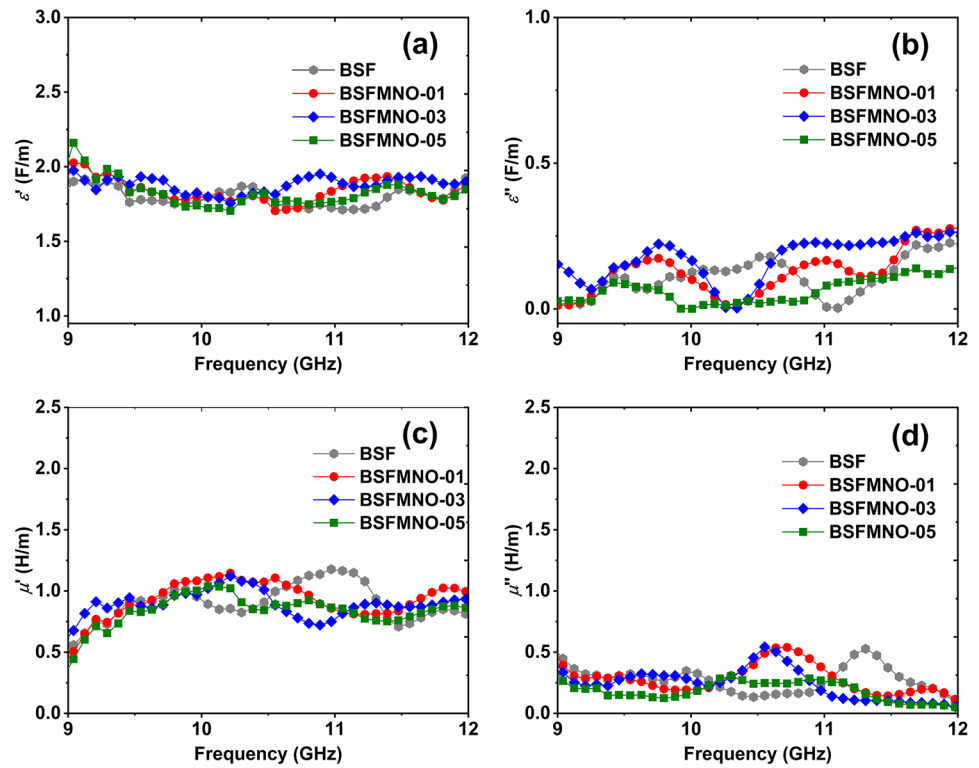 (a)
BSF
BSFMNO-01
BSFMNO-03
BSFMNO-05
ε' (F/m)
3.0
2.5
2.0
1.5
1.0
9
10
11
12
Frequency (GHz)
(b)
BSF
BSFMNO-01
BSFMNO-03
BSFMNO-05
ε" (F/m)
1.0
0.5
0.0
9
10
11
12
Frequency (GHz)
(c)
BSF
BSFMNO-01
BSFMNO-03
BSFMNO-05
μ' (H/m)
2.5
2.0
1.5
1.0
0.5
0.0
9
10
11
12
Frequency (GHz)
(d)
BSF
BSFMNO-01
BSFMNO-03
BSFMNO-05
μ" (H/m)
2.5
2.0
1.5
1.0
0.5
0.0
9
10
11
12
Frequency (GHz)